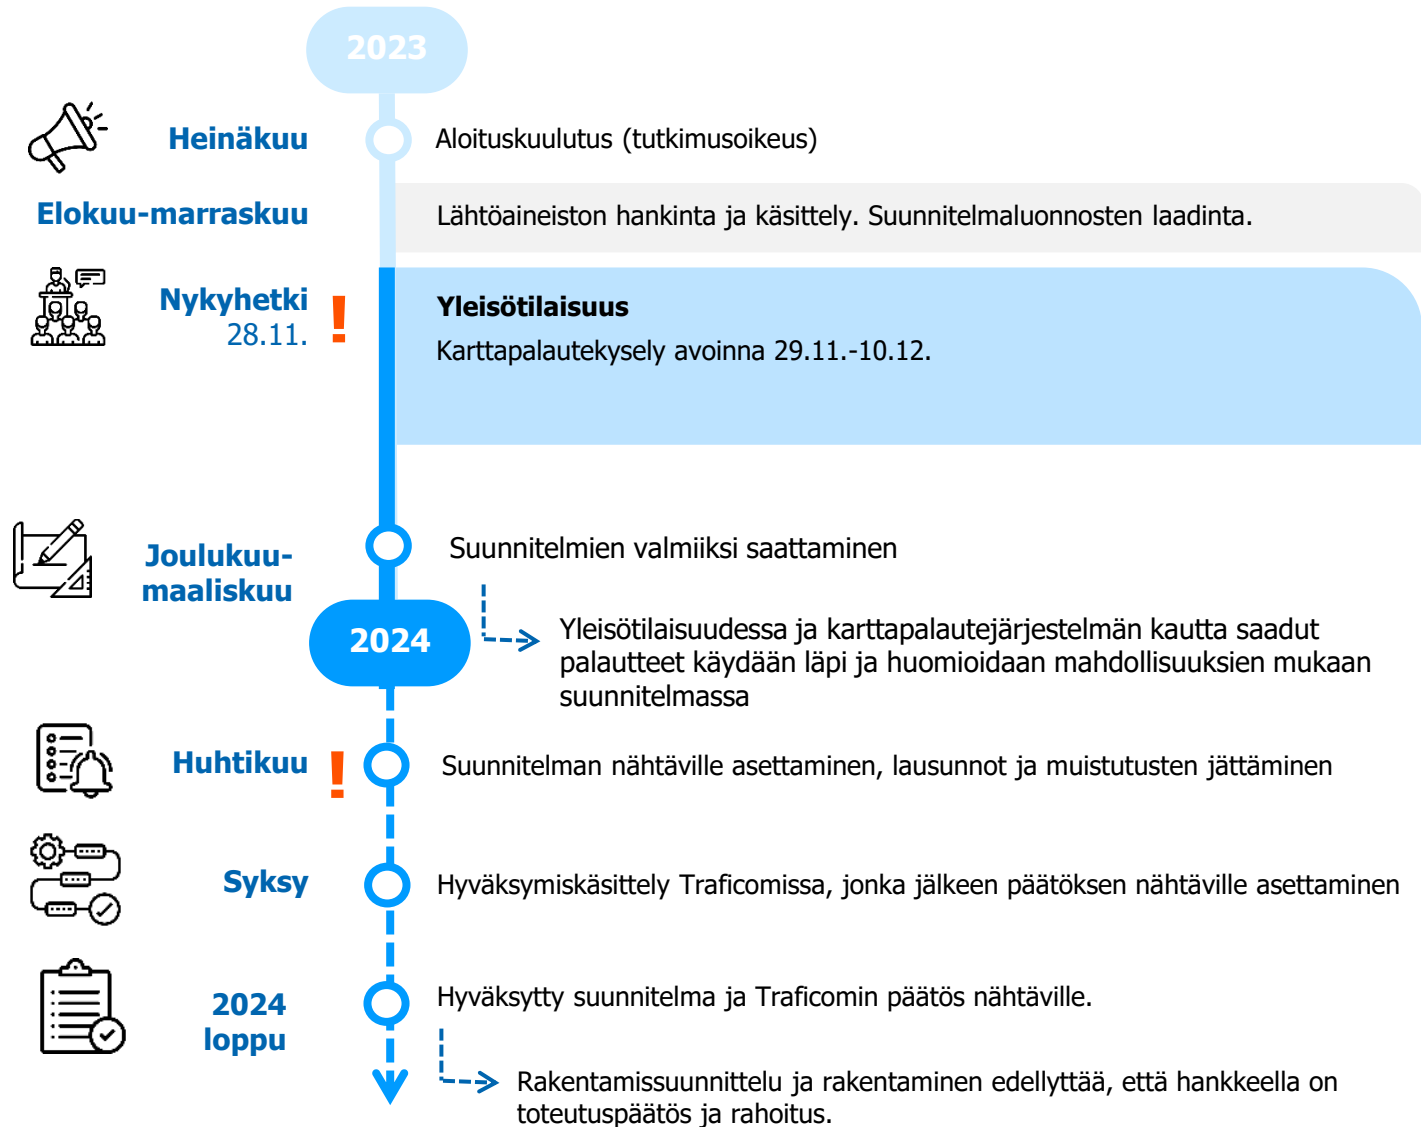 2023
Heinäkuu
Aloituskuulutus (tutkimusoikeus)
Elokuu-marraskuu
Lähtöaineiston hankinta ja käsittely. Suunnitelmaluonnosten laadinta.
Nykyhetki
28.11.
!
Yleisötilaisuus
Karttapalautekysely avoinna 29.11.-10.12.
Joulukuu-
maaliskuu
Suunnitelmien valmiiksi saattaminen
2024
Yleisötilaisuudessa ja karttapalautejärjestelmän kautta saadut
palautteet käydään läpi ja huomioidaan mahdollisuuksien mukaan
suunnitelmassa
Huhtikuu
!
Suunnitelman nähtäville asettaminen, lausunnot ja muistutusten jättäminen
Syksy
Hyväksymiskäsittely Traficomissa, jonka jälkeen päätöksen nähtäville asettaminen
2024
loppu
Hyväksytty suunnitelma ja Traficomin päätös nähtäville.
Rakentamissuunnittelu ja rakentaminen edellyttää, että hankkeella on
toteutuspäätös ja rahoitus.